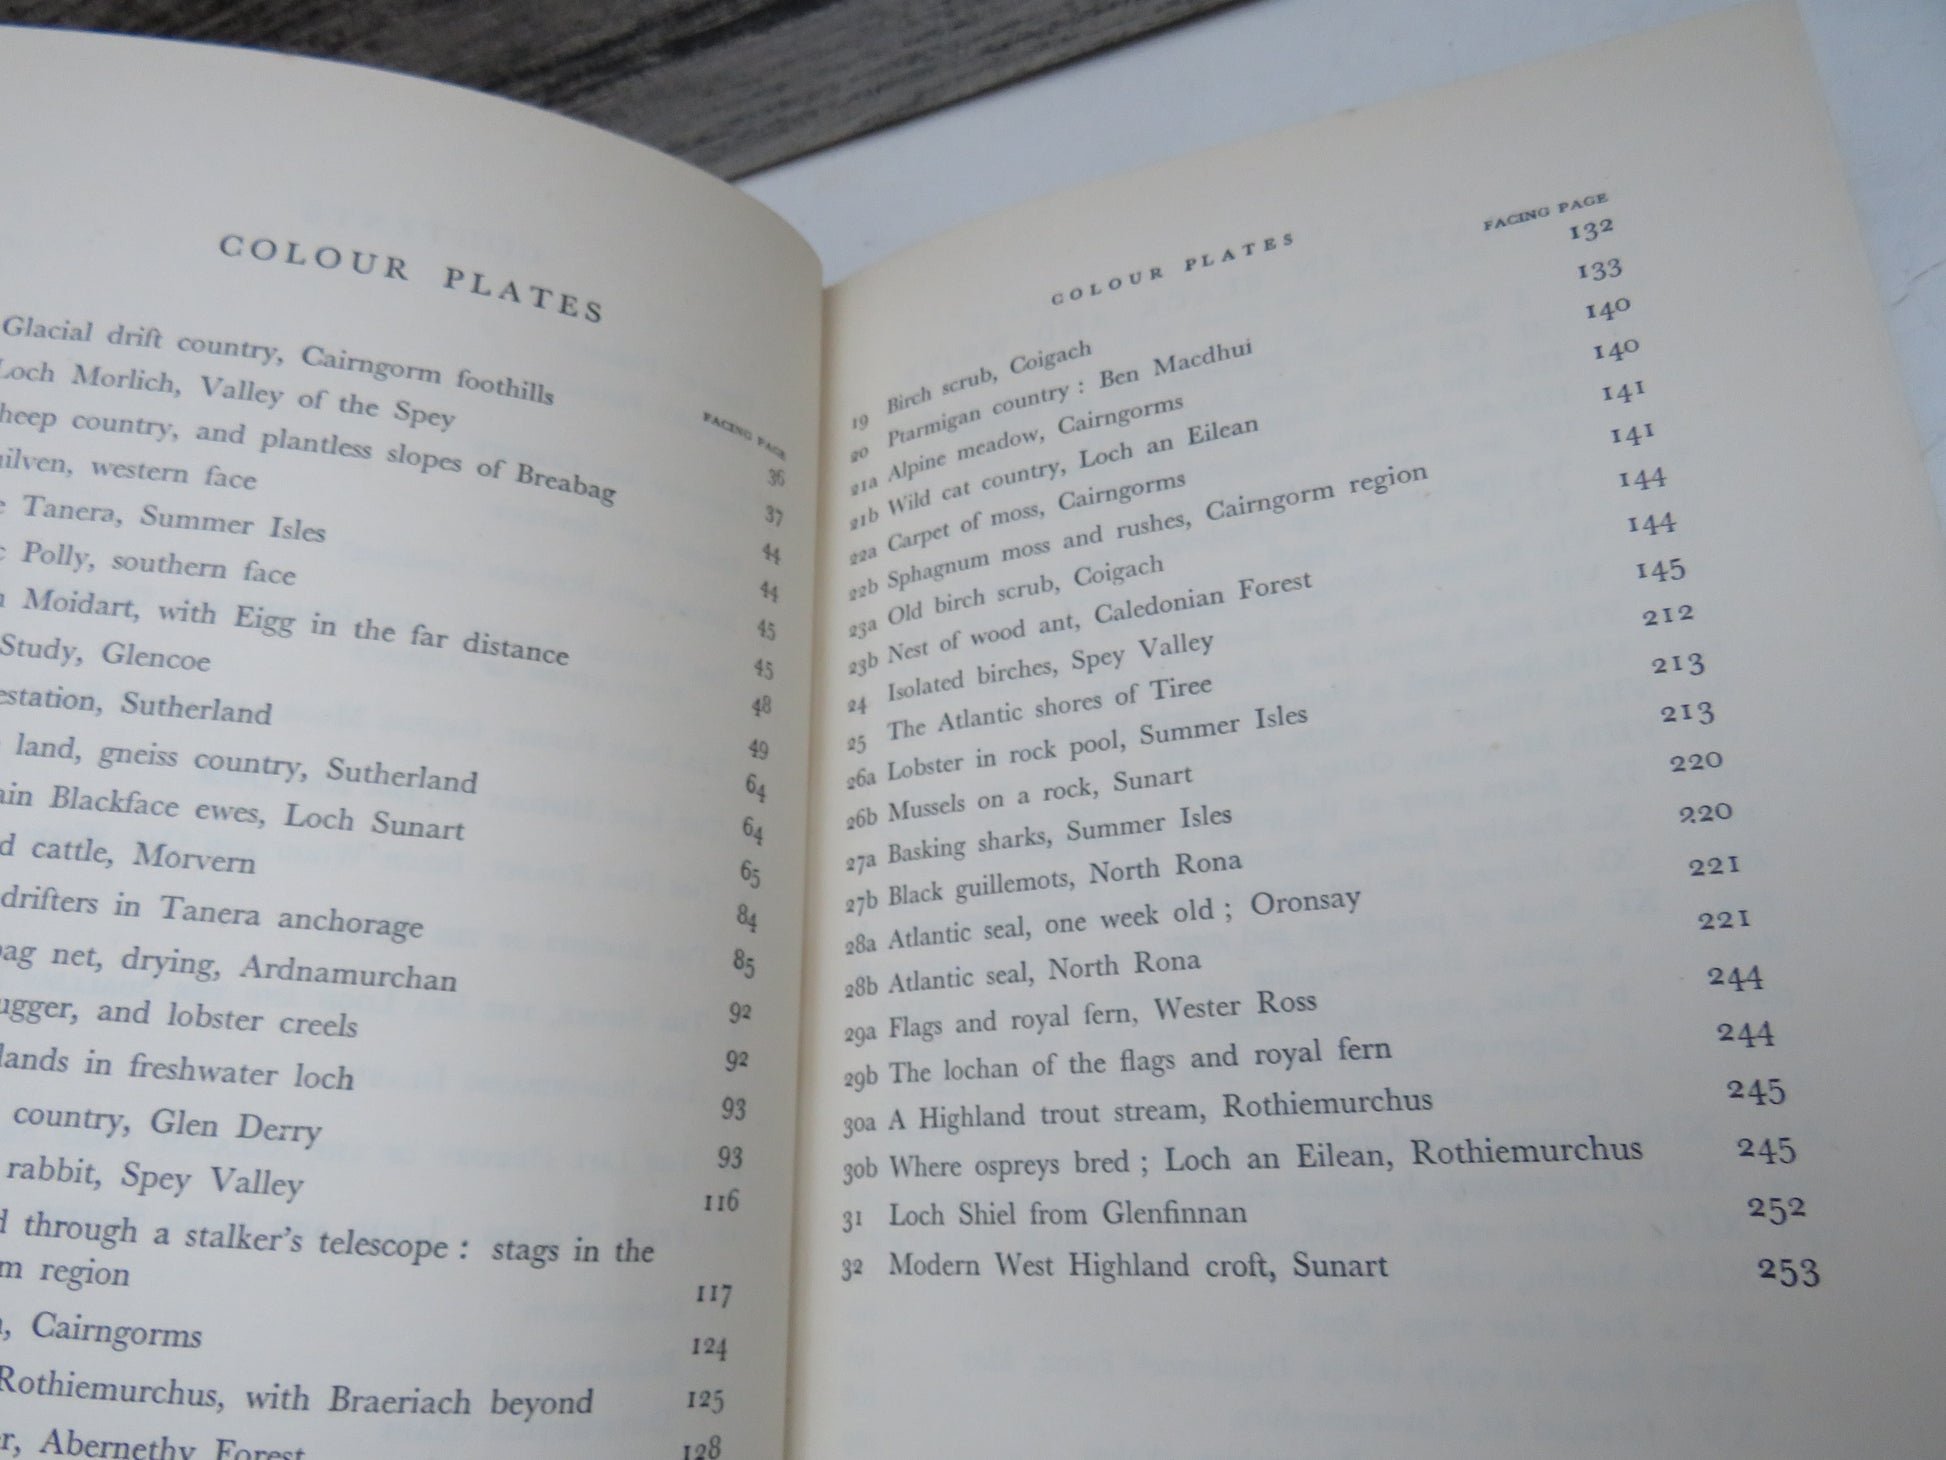 COLOUR PLATES
FACING PAGE
Glacial drift country, Cairngorm foothills 36
Loch Morlich, Valley of the Spey 37
heep country, and plantless slopes of Breabag 44
ilven, western face 44
Tanera, Summer Isles 45
Polly, southern face 45
Moidart, with Eigg in the far distance 48
Study, Glencoe 49
estation, Sutherland 64
land, gneiss country, Sutherland 64
ain Blackface ewes, Loch Sunart 65
d cattle, Morvern 84
drifters in Tanera anchorage 85
bag net, drying, Ardnamurchan 92
ugger, and lobster creels 92
lands in freshwater loch 93
country, Glen Derry 93
rabbit, Spey Valley 116
d through a stalker's telescope : stags in the
m region 117
, Cairngorms 124
Rothiemurchus, with Braeriach beyond 125
r, Abernethy Forest 128
COLOUR PLATES
FACING PAGE
19 Birch scrub, Coigach 132
20 Ptarmigan country : Ben Macdhui 133
21a Alpine meadow, Cairngorms 140
21b Wild cat country, Loch an Eilean 140
22a Carpet of moss, Cairngorms 141
22b Sphagnum moss and rushes, Cairngorm region 141
23a Old birch scrub, Coigach 144
23b Nest of wood ant, Caledonian Forest 144
24 Isolated birches, Spey Valley 145
25 The Atlantic shores of Tiree 212
26a Lobster in rock pool, Summer Isles 213
26b Mussels on a rock, Sunart 213
27a Basking sharks, Summer Isles 220
27b Black guillemots, North Rona 220
28a Atlantic seal, one week old ; Oronsay 221
28b Atlantic seal, North Rona 221
29a Flags and royal fern, Wester Ross 244
29b The lochan of the flags and royal fern 244
30a A Highland trout stream, Rothiemurchus 245
30b Where ospreys bred ; Loch an Eilean, Rothiemurchus 245
31 Loch Shiel from Glenfinnan 252
32 Modern West Highland croft, Sunart 253